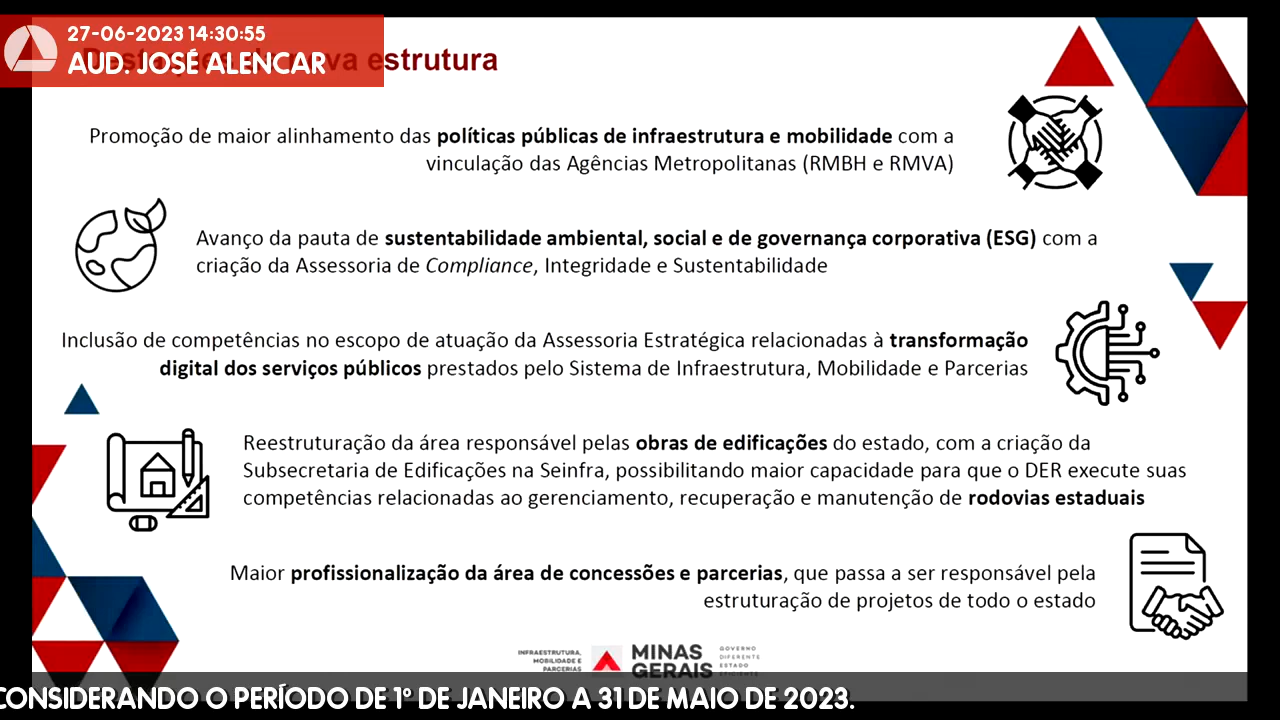 27-06-2023 14:30:55
AUD. JOSÉ ALENCAR
estrutura
Promoção de maior alinhamento das políticas públicas de infraestrutura e mobilidade com a
vinculação das Agências Metropolitanas (RMBH e RMVA)
Avanço da pauta de sustentabilidade ambiental, social e de governança corporativa (ESG) com a
criação da Assessoria de Compliance, Integridade e Sustentabilidade
Inclusão de competências no escopo de atuação da Assessoria Estratégica relacionadas à transformação
digital dos serviços públicos prestados pelo Sistema de Infraestrutura, Mobilidade e Parcerias
Reestruturação da área responsável pelas obras de edificações do estado, com a criação da
Subsecretaria de Edificações na Seinfra, possibilitando maior capacidade para que o DER execute suas
competências relacionadas ao gerenciamento, recuperação e manutenção de rodovias estaduais
Maior profissionalização da área de concessões e parcerias, que passa a ser responsável pela
estruturação de projetos de todo o estado
INFRAESTRUTURA,
MOBILIDADE E
PARCERIAS
MINAS
GERAIS
GOVERNO
DIFERENTE
ESTADO
EFICIENTE
CONSIDERANDO O PERÍODO DE 1º DE JANEIRO A 31 DE MAIO DE 2023.